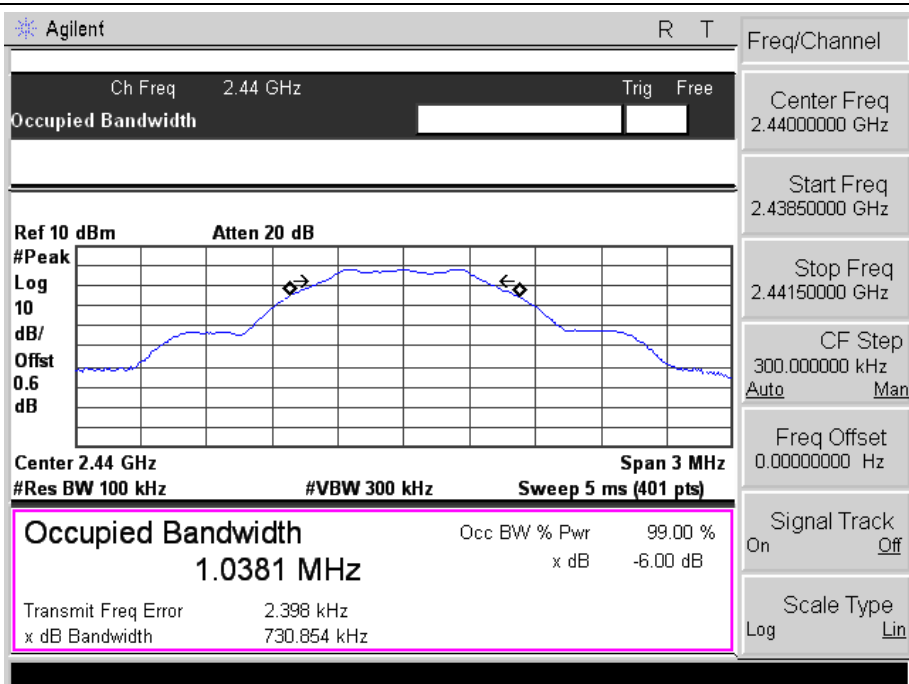 Agilent
R T
Ch Freq 2.44 GHz Trig Free
Occupied Bandwidth
Ref 10 dBm Atten 20 dB
#Peak
Log
10
dB/
Offst
0.6
dB
Center 2.44 GHz Span 3 MHz
#Res BW 100 kHz #VBW 300 kHz Sweep 5 ms (401 pts)
Occupied Bandwidth
1.0381 MHz
Occ BW % Pwr 99.00 %
x dB -6.00 dB
Transmit Freq Error 2.398 kHz
x dB Bandwidth 730.854 kHz
Freq/Channel
Center Freq
2.44000000 GHz
Start Freq
2.43850000 GHz
Stop Freq
2.44150000 GHz
CF Step
300.000000 kHz
Auto Man
Freq Offset
0.00000000 Hz
Signal Track
On Off
Scale Type
Log Lin